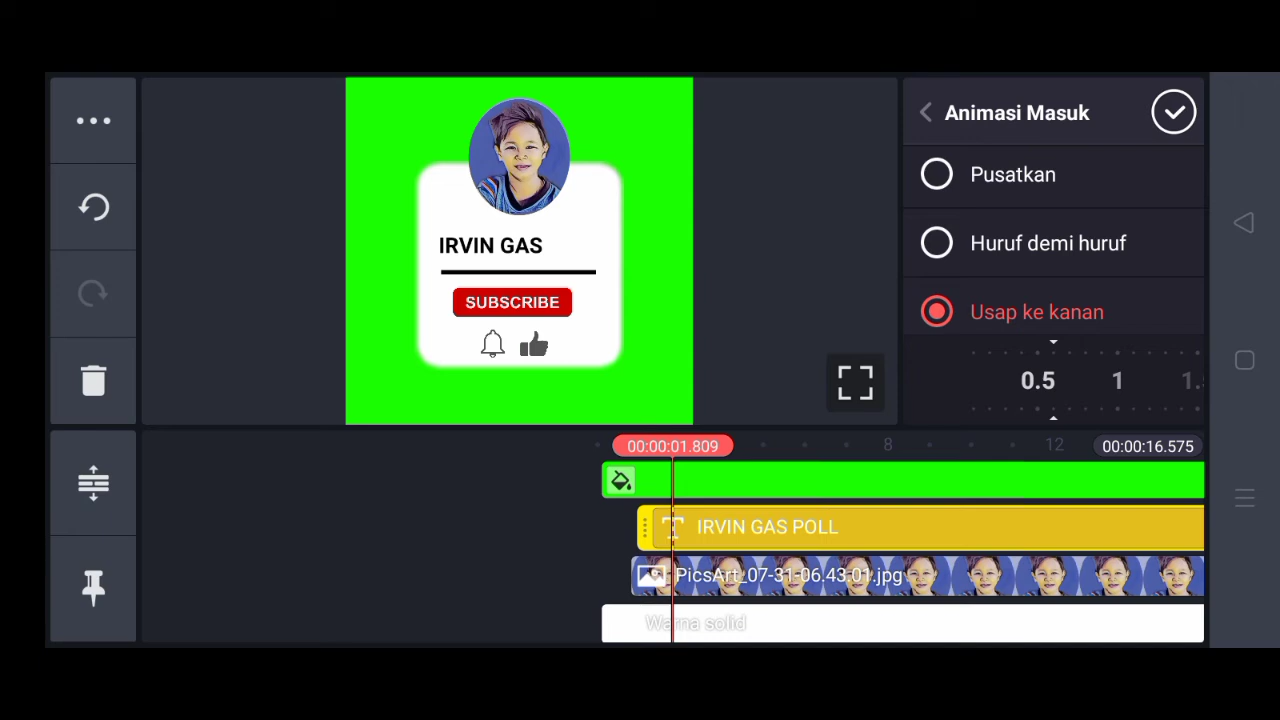 Animasi Masuk
Pusatkan
Huruf demi huruf
Usap ke kanan
0.5 1 1.
IRVIN GAS
SUBSCRIBE
00:00:01.809 8 12 00:00:16.575
IRVIN GAS POLL
PicsArt_07-31-06.43.01.jpg
Warna solid